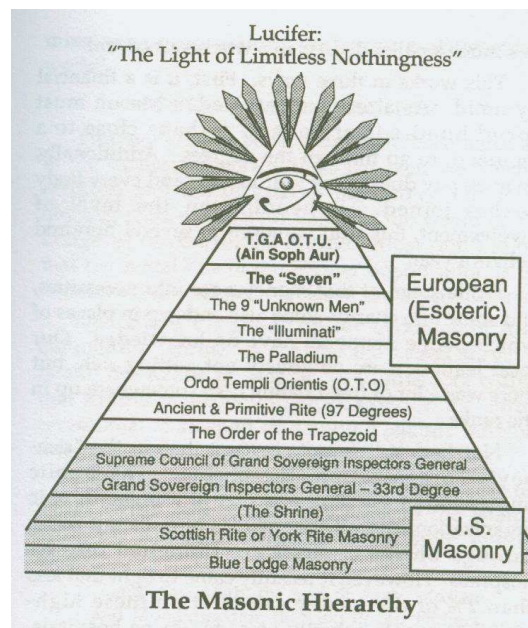 Lucifer:
"The Light of Limitless Nothingness"
T.G.A.O.T.U.
(Ain Soph Aur)
The "Seven"
The 9 "Unknown Men"
The "Illuminati"
The Palladium
Ordo Templi Orientis (O.T.O)
Ancient & Primitive Rite (97 Degrees)
The Order of the Trapezoid
Supreme Council of Grand Sovereign Inspectors General
Grand Sovereign Inspectors General – 33rd Degree
(The Shrine)
Scottish Rite or York Rite Masonry
Blue Lodge Masonry
European
(Esoteric)
Masonry
U.S.
Masonry
The Masonic Hierarchy